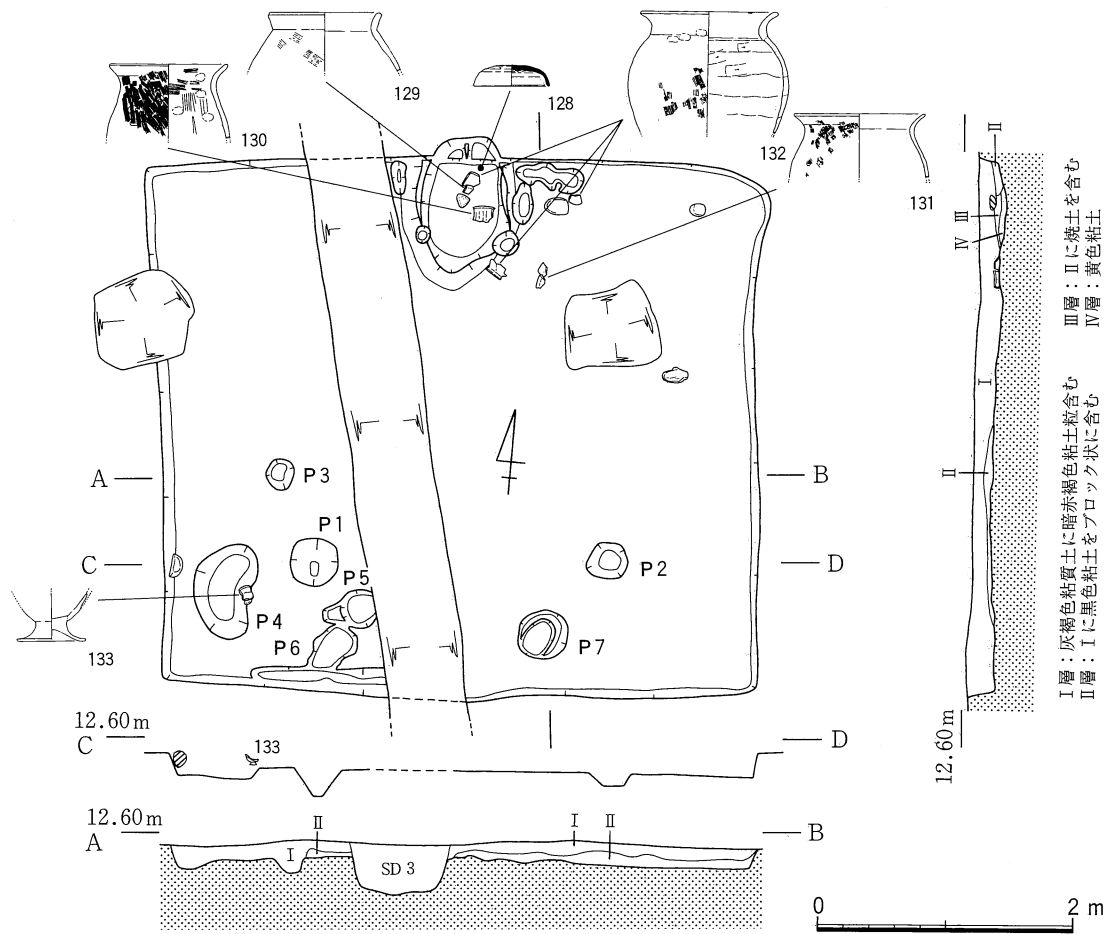 129
128
130
132
131
Ⅱ
Ⅲ
Ⅳ
Ⅰ
Ⅱ
Ⅲ層：Ⅱに焼土を含む
Ⅳ層：黄色粘土
Ⅰ層：灰褐色粘質土に暗赤褐色粘土粒含む
Ⅱ層：Ⅰに黒色粘土をブロック状に含む
A
P3
B
P1
C
P2
D
P5
P4
P6
P7
133
12.60m
12.60m
C
133
D
12.60m
A
Ⅱ
Ⅰ
Ⅰ
Ⅱ
B
SD 3
0
2 m